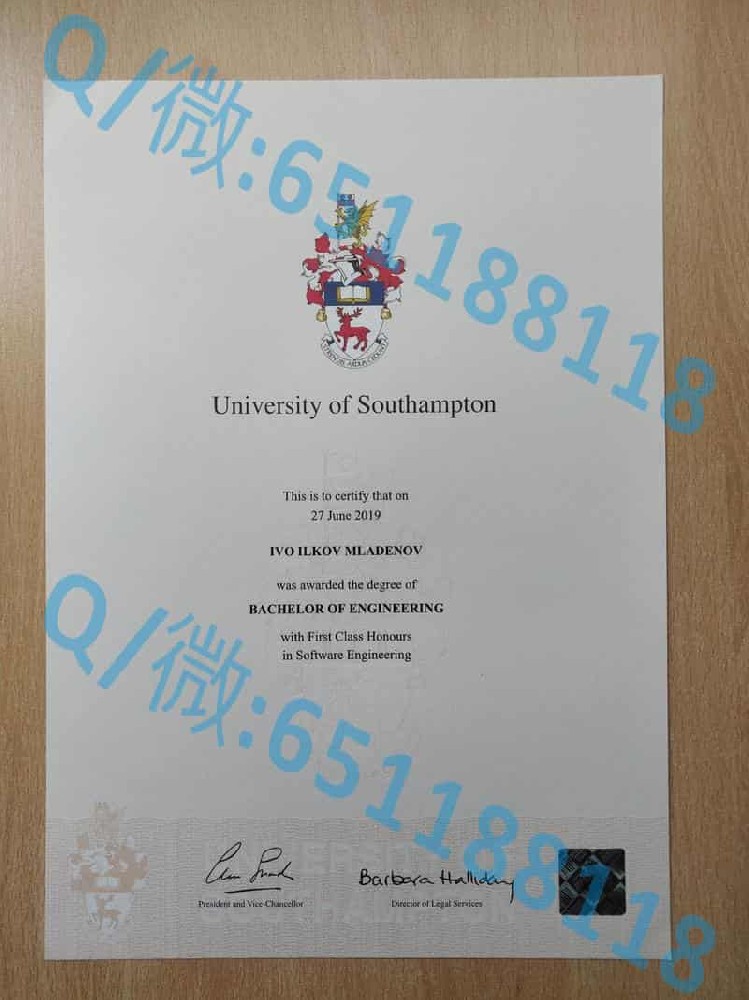 Q/微:651188118
University of Southampton
This is to certify that on
27 June 2019
IVO ILKOV MLADENOV
was awarded the degree of
BACHELOR OF ENGINEERING
with First Class Honours
in Software Engineering
Q/微:651188118
Barbara Halliday
President and Vice-Chancellor
Director of Legal Services